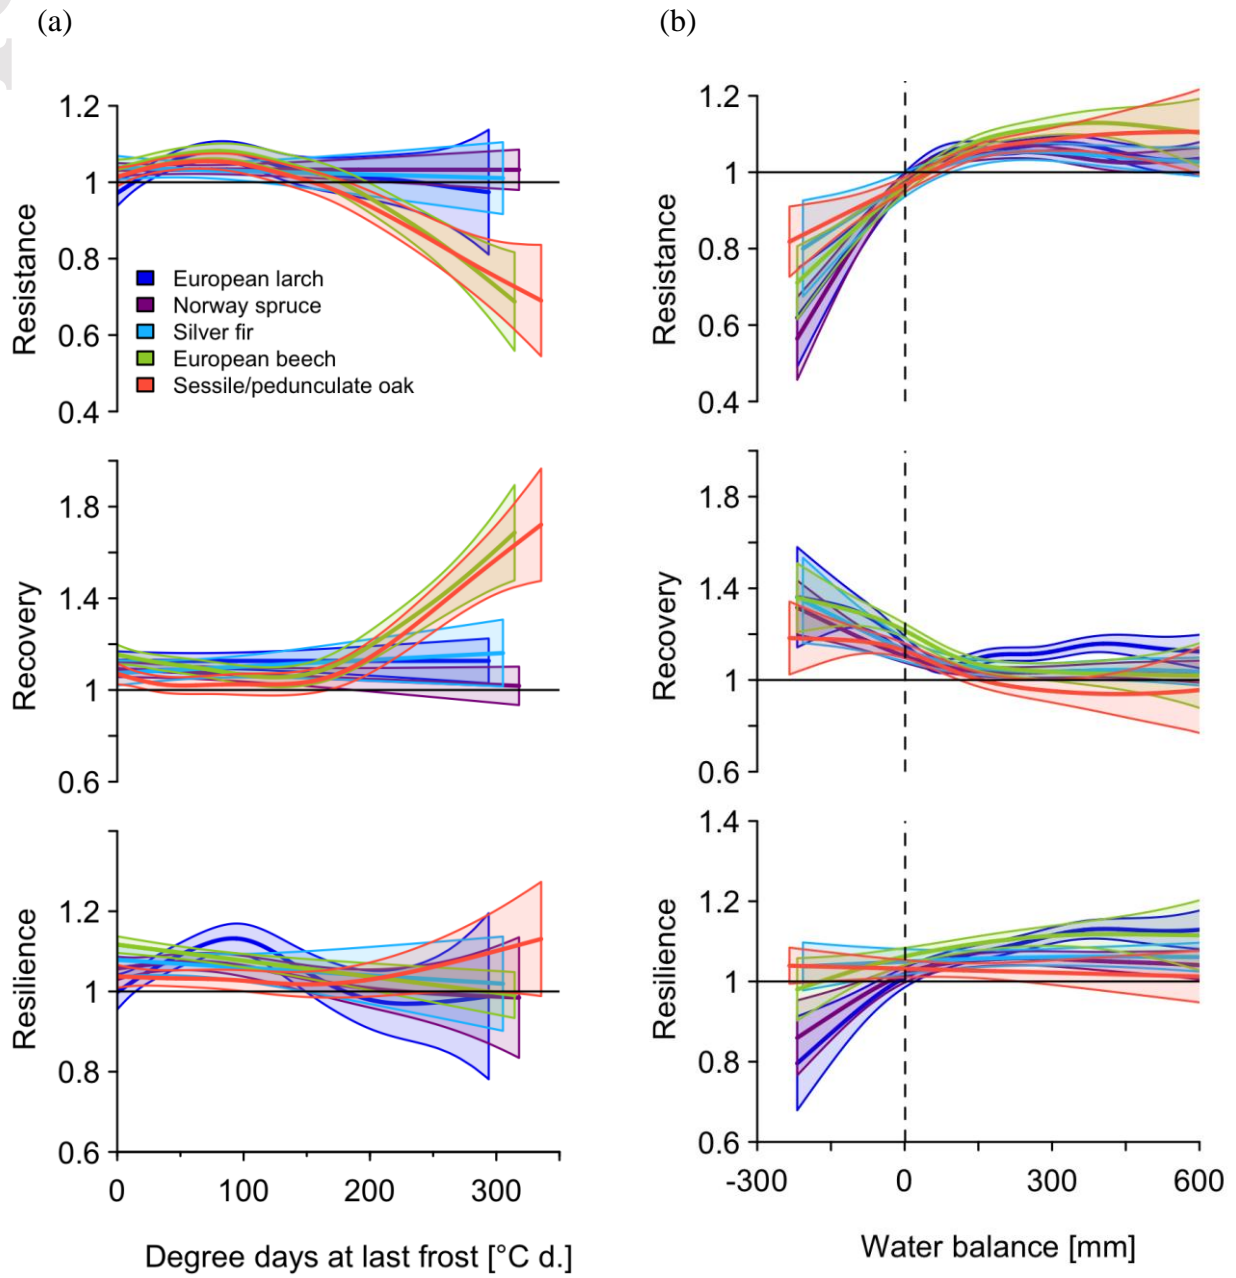 (a)
(b)
1.2
1
0.8
0.6
0.4
Resistance
European larch
Norway spruce
Silver fir
European beech
Sessile/pedunculate oak
1.2
1
0.8
0.6
0.4
Resistance
1.8
1.4
1
0.6
Recovery
1.8
1.4
1
0.6
Recovery
1.2
1
0.8
0.6
Resilience
0 100 200 300
Degree days at last frost [°C d.]
1.4
1.2
1
0.8
0.6
Resilience
-300 0 300 600
Water balance [mm]